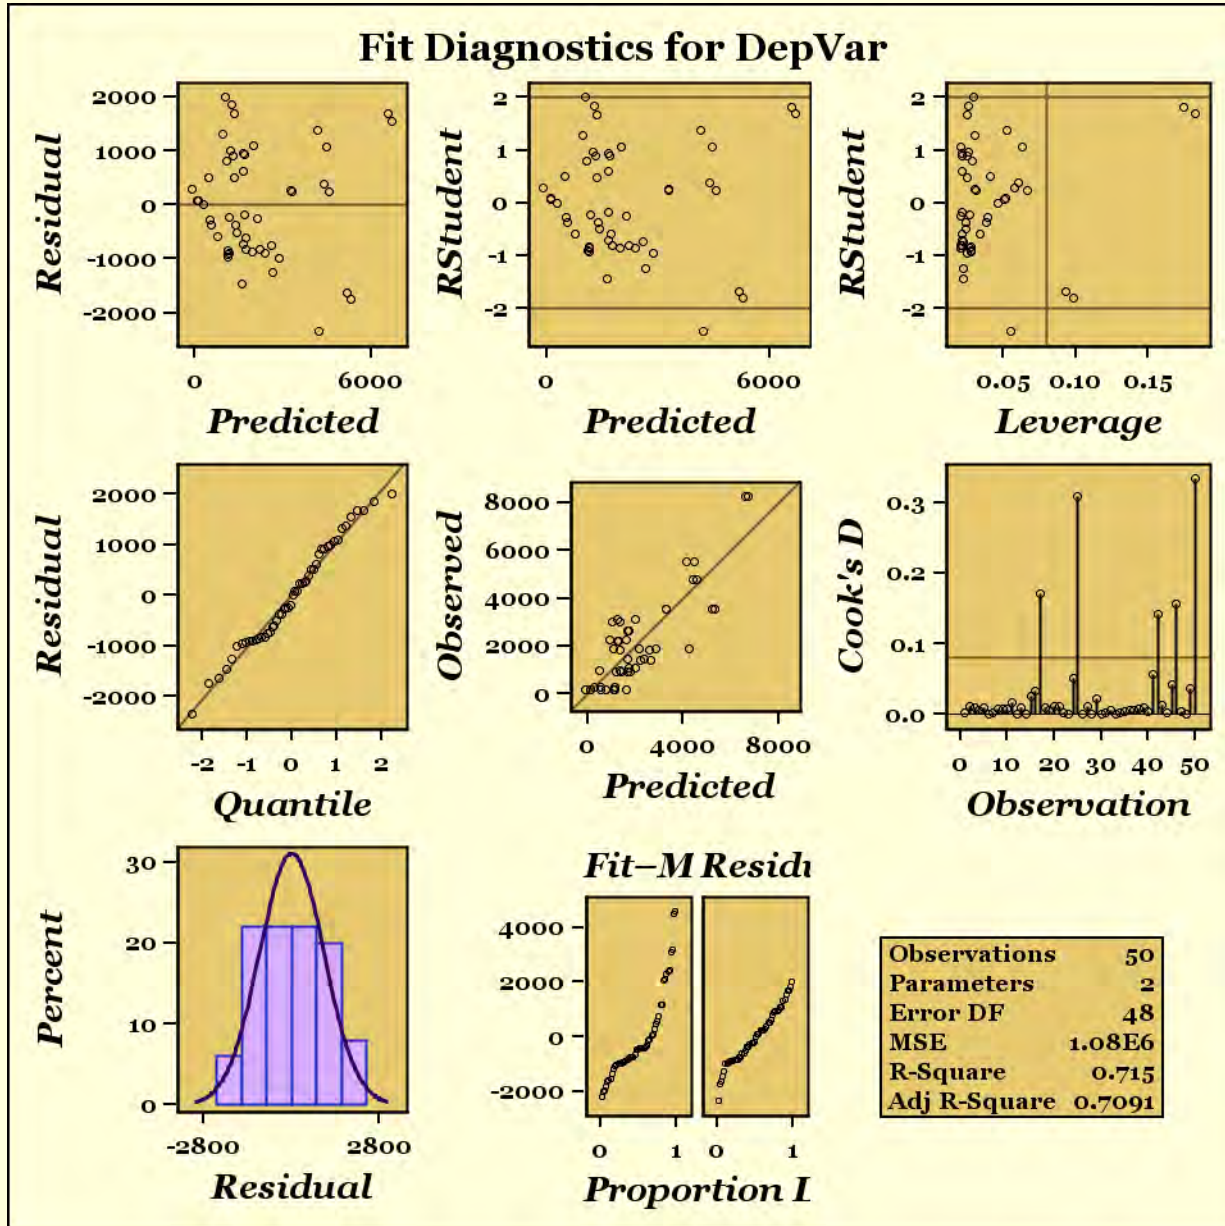 Fit Diagnostics for DepVar
2000
1000
0
-1000
-2000
Residual
0 6000
Predicted
2
1
0
-1
-2
RStudent
0 6000
Predicted
2
1
0
-1
-2
RStudent
0.05 0.10 0.15
Leverage
2000
1000
0
-1000
-2000
Residual
-2 -1 0 1 2
Quantile
8000
6000
4000
2000
0
Observed
0 4000 8000
Predicted
0.3
0.2
0.1
0.0
Cook's D
0 10 20 30 40 50
Observation
30
20
10
0
Percent
-2800 2800
Residual
Fit–M Residu
4000
2000
0
-2000
0 1 0 1
Proportion L
Observations 50
Parameters 2
Error DF 48
MSE 1.08E6
R-Square 0.715
Adj R-Square 0.7091